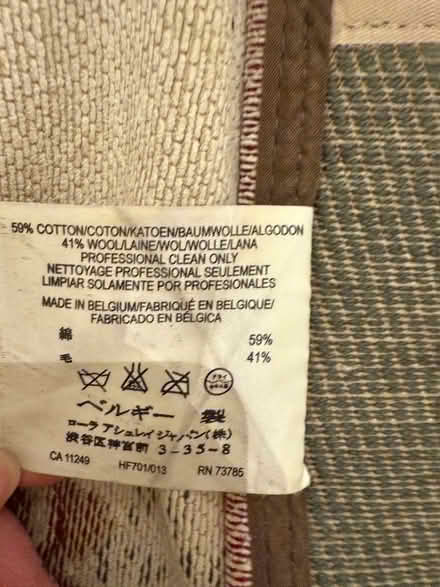 59% COTTON/COTON/KATOEN/BAUMWOLLE/ALGODON
41% WOOL/LAINE/WOL/WOLLE/LANA
PROFESSIONAL CLEAN ONLY
NETTOYAGE PROFESSIONAL SEULEMENT
LIMPIAR SOLAMENTE POR PROFESIONALES
MADE IN BELGIUM/FABRIQUÉ EN BELGIQUE/
FABRICADO EN BÉLGICA
綿 59%
毛 41%
ドライ
ベルギー 製
ローラ アシュレイ ジャパン(株)
渋谷区神宮前 3-35-8
CA 11249 HF701/013 RN 73785